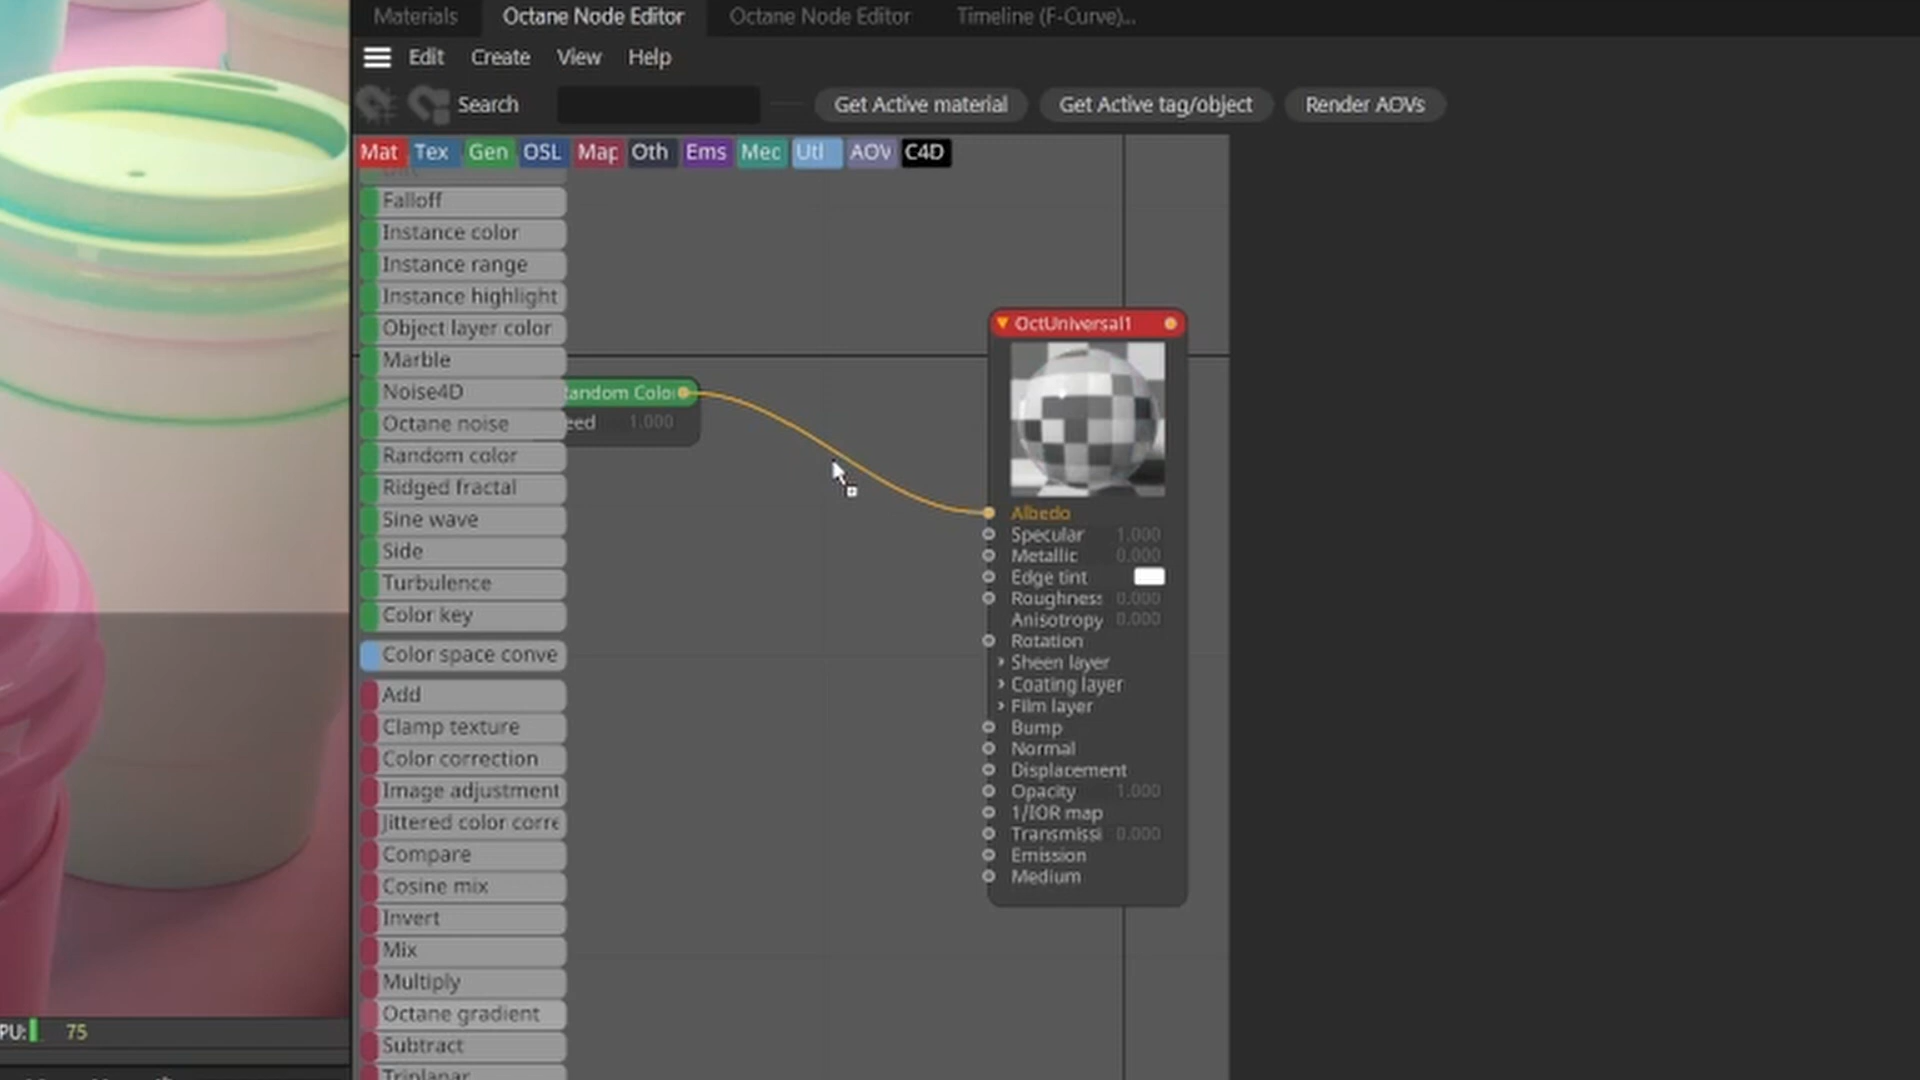 Materials
Octane Node Editor
Octane Node Editor
Timeline (F-Curve)...
Edit
Create
View
Help
Search
Get Active material
Get Active tag/object
Render AOVs
Mat
Tex
Gen
OSL
Map
Oth
Ems
Mec
Utl
AOV
C4D
Falloff
Instance color
Instance range
Instance highlight
Object layer color
Marble
Noise4D
Octane noise
Random color
Ridged fractal
Sine wave
Side
Turbulence
Color key
Color space conve
Add
Clamp texture
Color correction
Image adjustment
Jittered color corre
Compare
Cosine mix
Invert
Mix
Multiply
Octane gradient
Subtract
Triplanar
andom Colo
eed 1.000
OctUniversal1
Albedo
Specular 1.000
Metallic 0.000
Edge tint
Roughness 0.000
Anisotropy 0.000
Rotation
Sheen layer
Coating layer
Film layer
Bump
Normal
Displacement
Opacity 1.000
1/IOR map
Transmissi 0.000
Emission
Medium
PU: 75